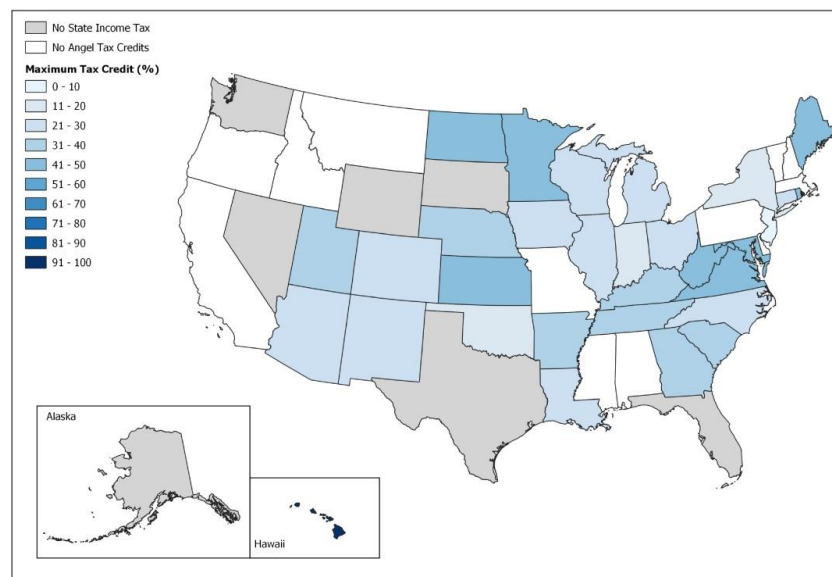 No State Income Tax
No Angel Tax Credits
Maximum Tax Credit (%)
0 - 10
11 - 20
21 - 30
31 - 40
41 - 50
51 - 60
61 - 70
71 - 80
81 - 90
91 - 100
Alaska
Hawaii